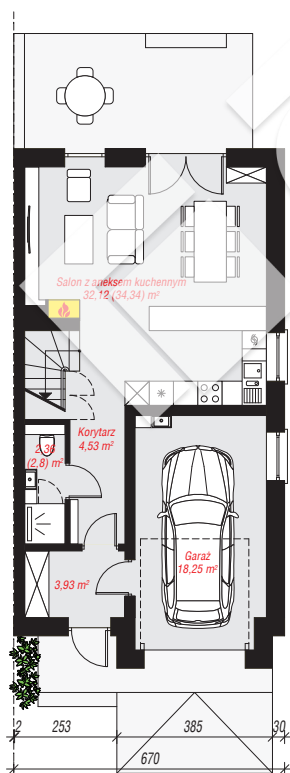 Salon z aneksem kuchennym
32,12 (34,34) m²
Korytarz
4,53 m²
2,36
(2,8) m²
Garaż
18,25 m²
3,93 m²
2 253 385 30
670